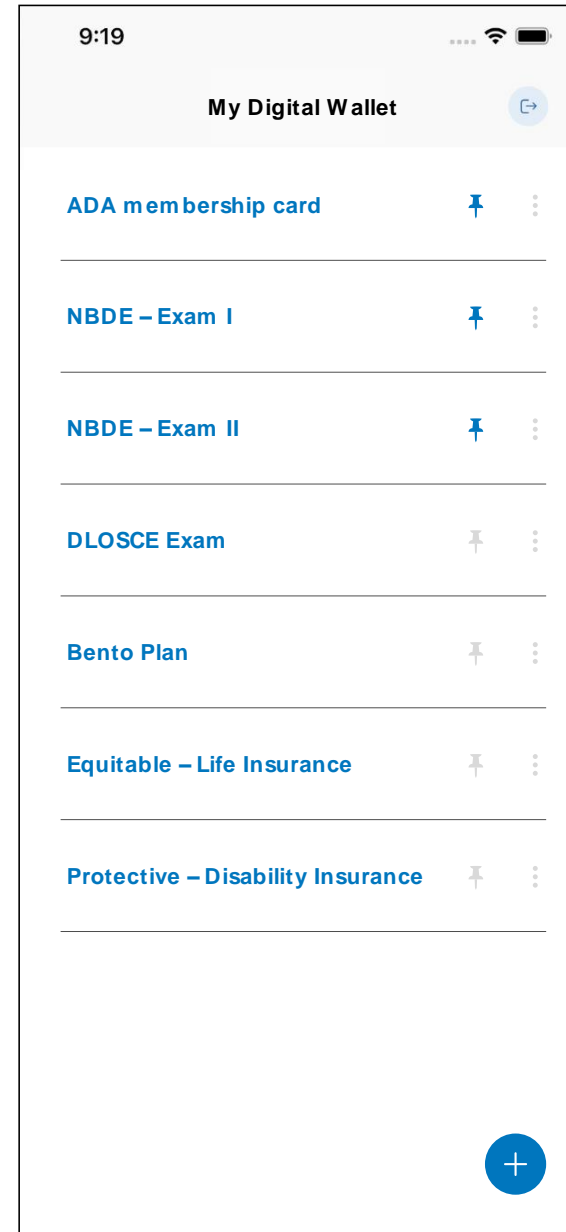 9:19
My Digital Wallet
ADA membership card
NBDE – Exam I
NBDE – Exam II
DLOSCE Exam
Bento Plan
Equitable – Life Insurance
Protective – Disability Insurance